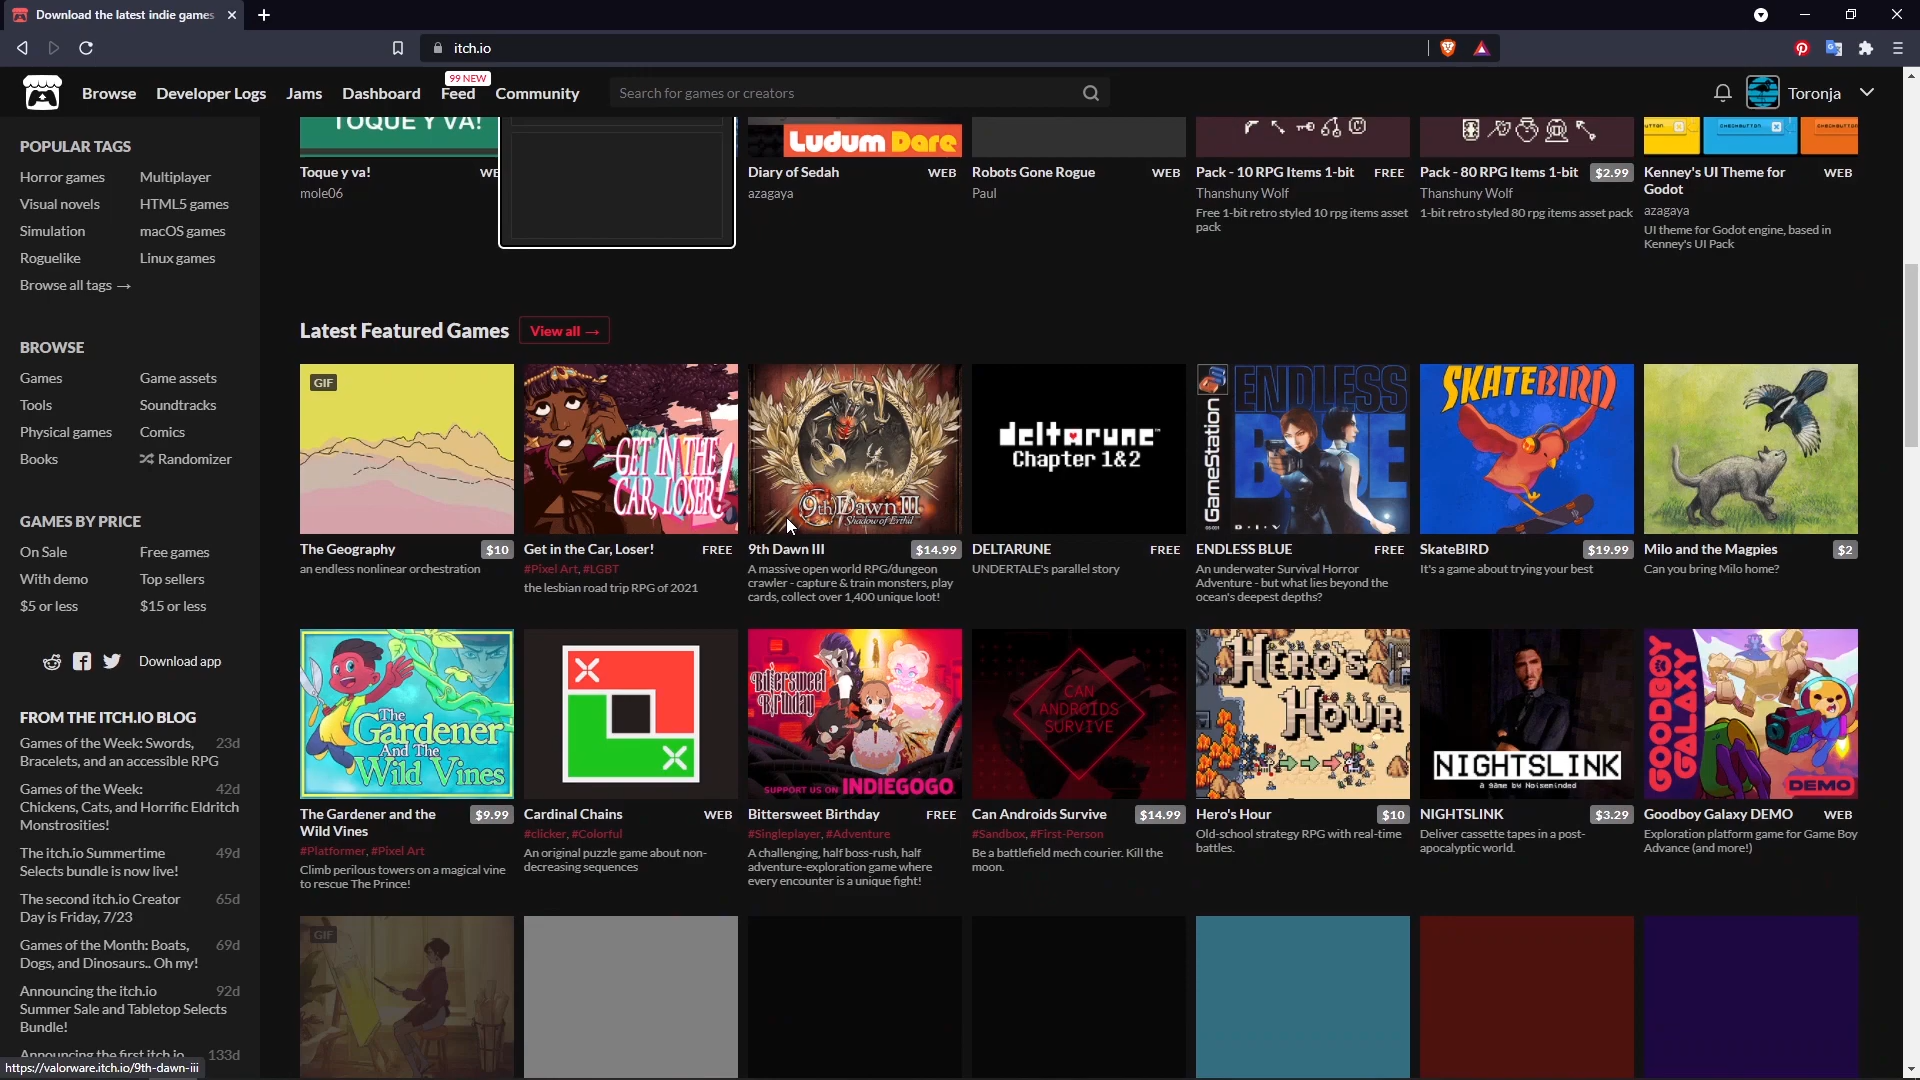 Download the latest indie games
itch.io
99 NEW
Browse Developer Logs Jams Dashboard Feed Community
Search for games or creators
Toronja
POPULAR TAGS
Horror games Multiplayer
Visual novels HTML5 games
Simulation macOS games
Roguelike Linux games
Browse all tags →
BROWSE
Games Game assets
Tools Soundtracks
Physical games Comics
Books Randomizer
GAMES BY PRICE
On Sale Free games
With demo Top sellers
$5 or less $15 or less
Download app
FROM THE ITCH.IO BLOG
Games of the Week: Swords, 23d
Bracelets, and an accessible RPG
Games of the Week: 42d
Chickens, Cats, and Horrific Eldritch
Monstrosities!
The itch.io Summertime 49d
Selects bundle is now live!
The second itch.io Creator 65d
Day is Friday, 7/23
Games of the Month: Boats, 69d
Dogs, and Dinosaurs.. Oh my!
Announcing the itch.io 92d
Summer Sale and Tabletop Selects
Bundle!
Announcing the first itch.io 133d
https://valorware.itch.io/9th-dawn-iii
TOQUE Y VA!
Toque y va! WE
mole06
Ludum Dare
Diary of Sedah WEB
azagaya
Robots Gone Rogue WEB
Paul
Pack - 10 RPG Items 1-bit FREE
Thanshuny Wolf
Free 1-bit retro styled 10 rpg items asset
pack
Pack - 80 RPG Items 1-bit $2.99
Thanshuny Wolf
1-bit retro styled 80 rpg items asset pack
Kenney's UI Theme for WEB
Godot
azagaya
UI theme for Godot engine, based in
Kenney's UI Pack
Latest Featured Games View all →
GIF
The Geography $10
an endless nonlinear orchestration
GET IN THE
CAR, LOSER!
Get in the Car, Loser! FREE
#Pixel Art, #LGBT
the lesbian road trip RPG of 2021
9th Dawn III
Shadow of Erthil
9th Dawn III $14.99
A massive open world RPG/dungeon
crawler - capture & train monsters, play
cards, collect over 1,400 unique loot!
deltarune
Chapter 1&2
DELTARUNE FREE
UNDERTALE's parallel story
ENDLESS
BLUE
GameStation
ENDLESS BLUE FREE
An underwater Survival Horror
Adventure - but what lies beyond the
ocean's deepest depths?
SKATEBIRD
SkateBIRD $19.99
It's a game about trying your best
Milo and the Magpies $2
Can you bring Milo home?
The
Gardener
And The
Wild Vines
The Gardener and the $9.99
Wild Vines
#Platformer, #Pixel Art
Climb perilous towers on a magical vine
to rescue The Prince!
Cardinal Chains WEB
#clicker, #Colorful
An original puzzle game about non-
decreasing sequences
Bittersweet
Birthday
SUPPORT US ON INDIEGOGO
Bittersweet Birthday FREE
#Singleplayer, #Adventure
A challenging, half boss-rush, half
adventure-exploration game where
every encounter is a unique fight!
CAN
ANDROIDS
SURVIVE
Can Androids Survive $14.99
#Sandbox, #First-Person
Be a battlefield mech courier. Kill the
moon.
HERO'S
HOUR
Hero's Hour $10
Old-school strategy RPG with real-time
battles.
NIGHTSLINK
a game by Noiseminded
NIGHTSLINK $3.29
Deliver cassette tapes in a post-
apocalyptic world.
GOODBOY
GALAXY
DEMO
Goodboy Galaxy DEMO WEB
Exploration platform game for Game Boy
Advance (and more!)
GIF